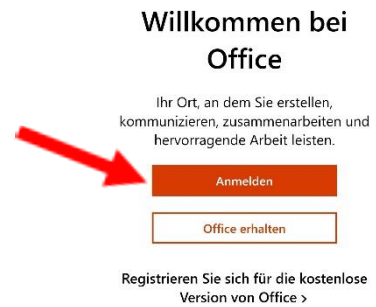 Willkommen bei
Office
Ihr Ort, an dem Sie erstellen,
kommunizieren, zusammenarbeiten und
hervorragende Arbeit leisten.
Anmelden
Office erhalten
Registrieren Sie sich für die kostenlose
Version von Office >